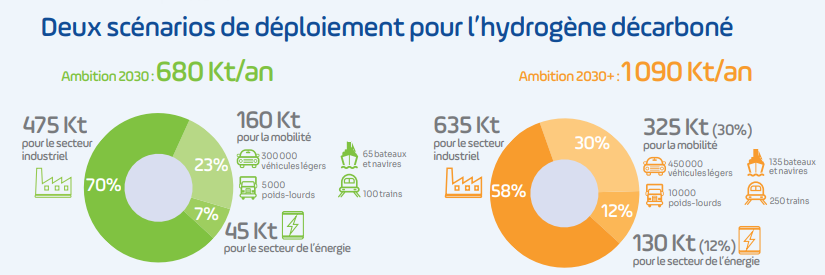 Deux scénarios de déploiement pour l'hydrogène décarboné
Ambition 2030 : 680 Kt/an
475 Kt
pour le secteur
industriel
70%
23%
7%
160 Kt
pour la mobilité
300 000
véhicules légers
65 bateaux
et navires
5000
poids-lourds
100 trains
45 Kt
pour le secteur de l'énergie
Ambition 2030+ : 1 090 Kt/an
635 Kt
pour le secteur
industriel
58%
30%
12%
325 Kt (30%)
pour la mobilité
450 000
véhicules légers
135 bateaux
et navires
10000
poids-lourds
250 trains
130 Kt (12%)
pour le secteur de l'énergie